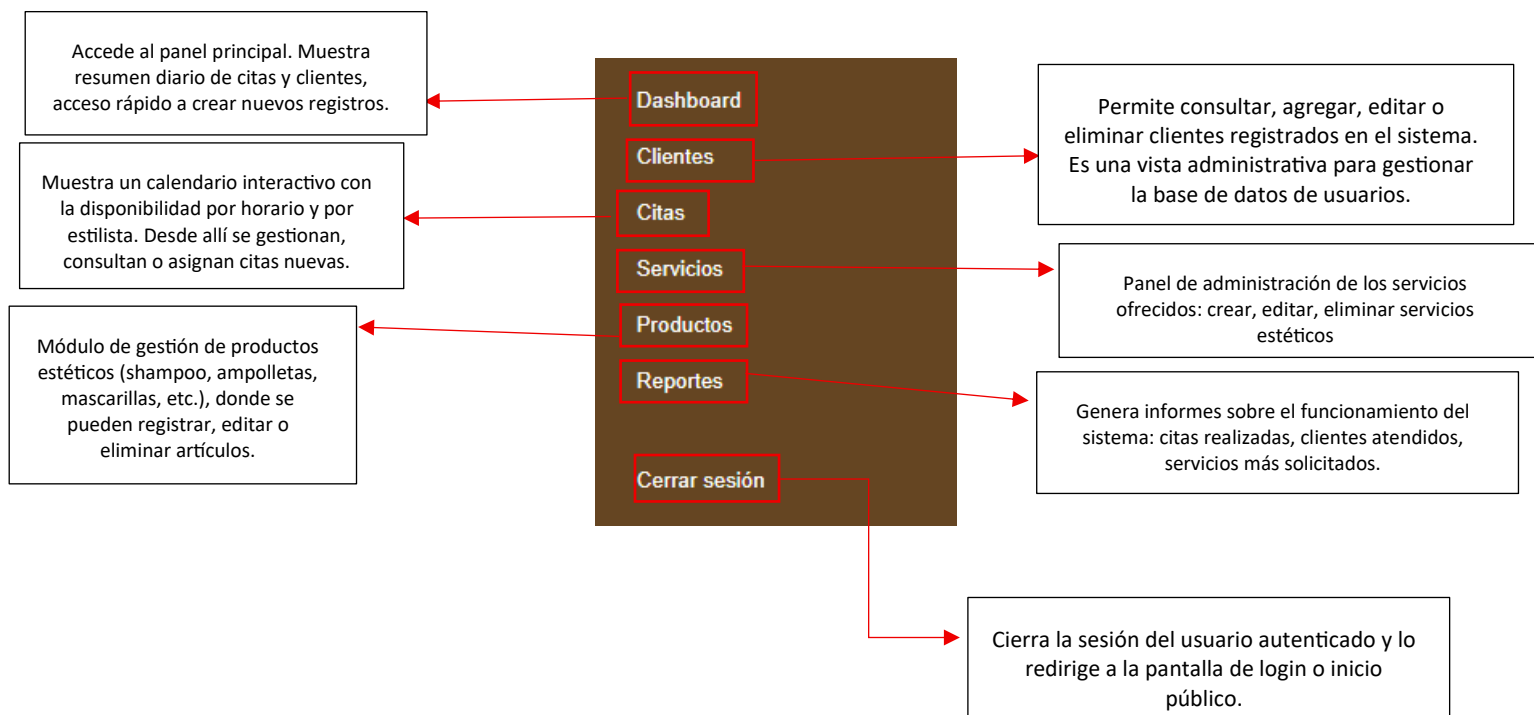 Accede al panel principal. Muestra
resumen diario de citas y clientes,
acceso rápido a crear nuevos registros.
Muestra un calendario interactivo con
la disponibilidad por horario y por
estilista. Desde allí se gestionan,
consultan o asignan citas nuevas.
Módulo de gestión de productos
estéticos (shampoo, ampolletas,
mascarillas, etc.), donde se
pueden registrar, editar o
eliminar artículos.
Dashboard
Clientes
Citas
Servicios
Productos
Reportes
Cerrar sesión
Permite consultar, agregar, editar o
eliminar clientes registrados en el sistema.
Es una vista administrativa para gestionar
la base de datos de usuarios.
Panel de administración de los servicios
ofrecidos: crear, editar, eliminar servicios
estéticos
Genera informes sobre el funcionamiento del
sistema: citas realizadas, clientes atendidos,
servicios más solicitados.
Cierra la sesión del usuario autenticado y lo
redirige a la pantalla de login o inicio
público.